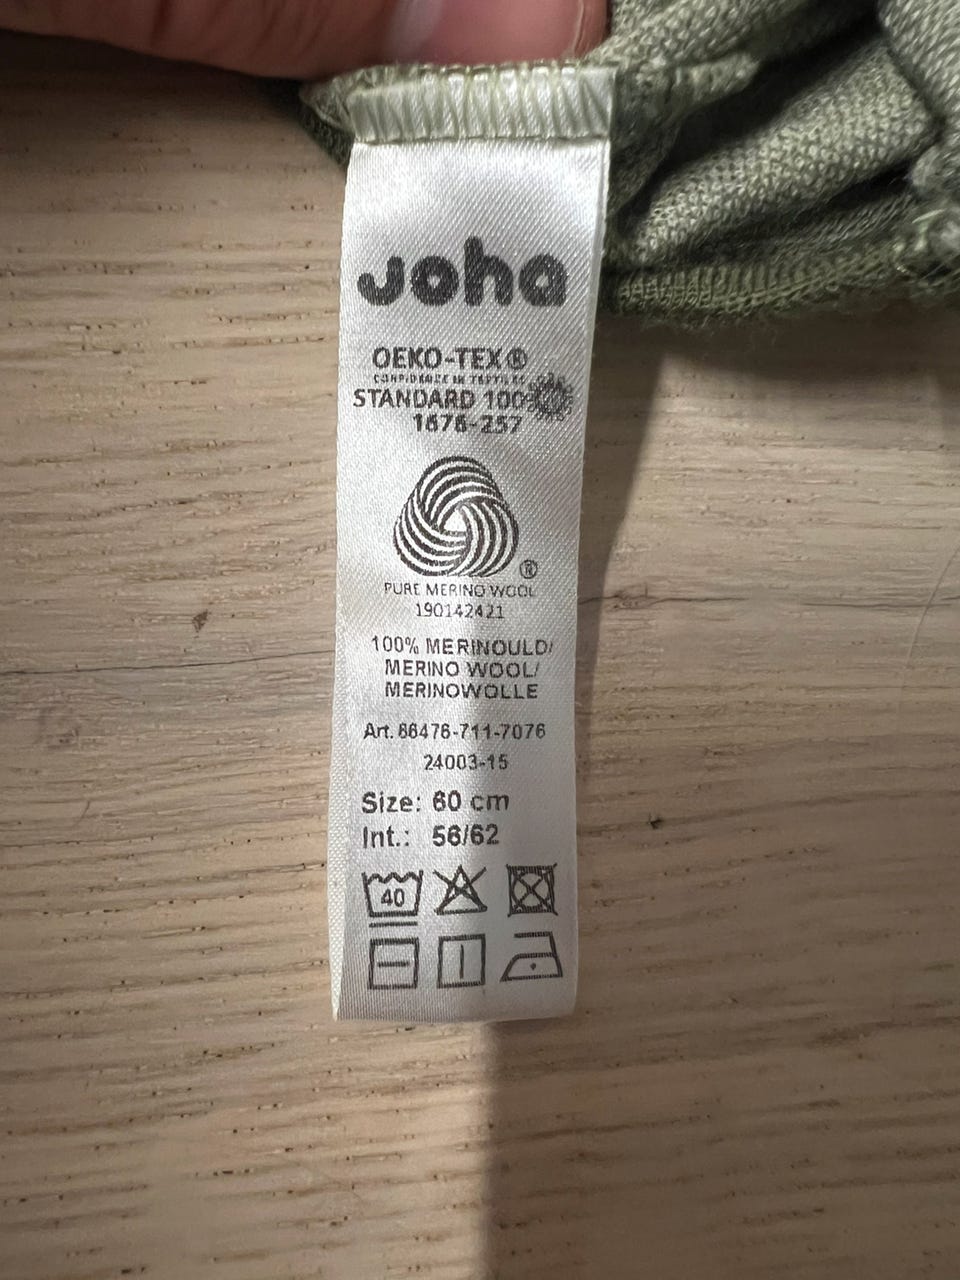 Joha
OEKO-TEX®
CONFIDENCE IN TEXTILES
STANDARD 100
1676-257
®
PURE MERINO WOOL
190142421
100% MERINOULD/
MERINO WOOL/
MERINOWOLLE
Art. 86476-711-7076
24003-15
Size: 60 cm
Int.: 56/62
40